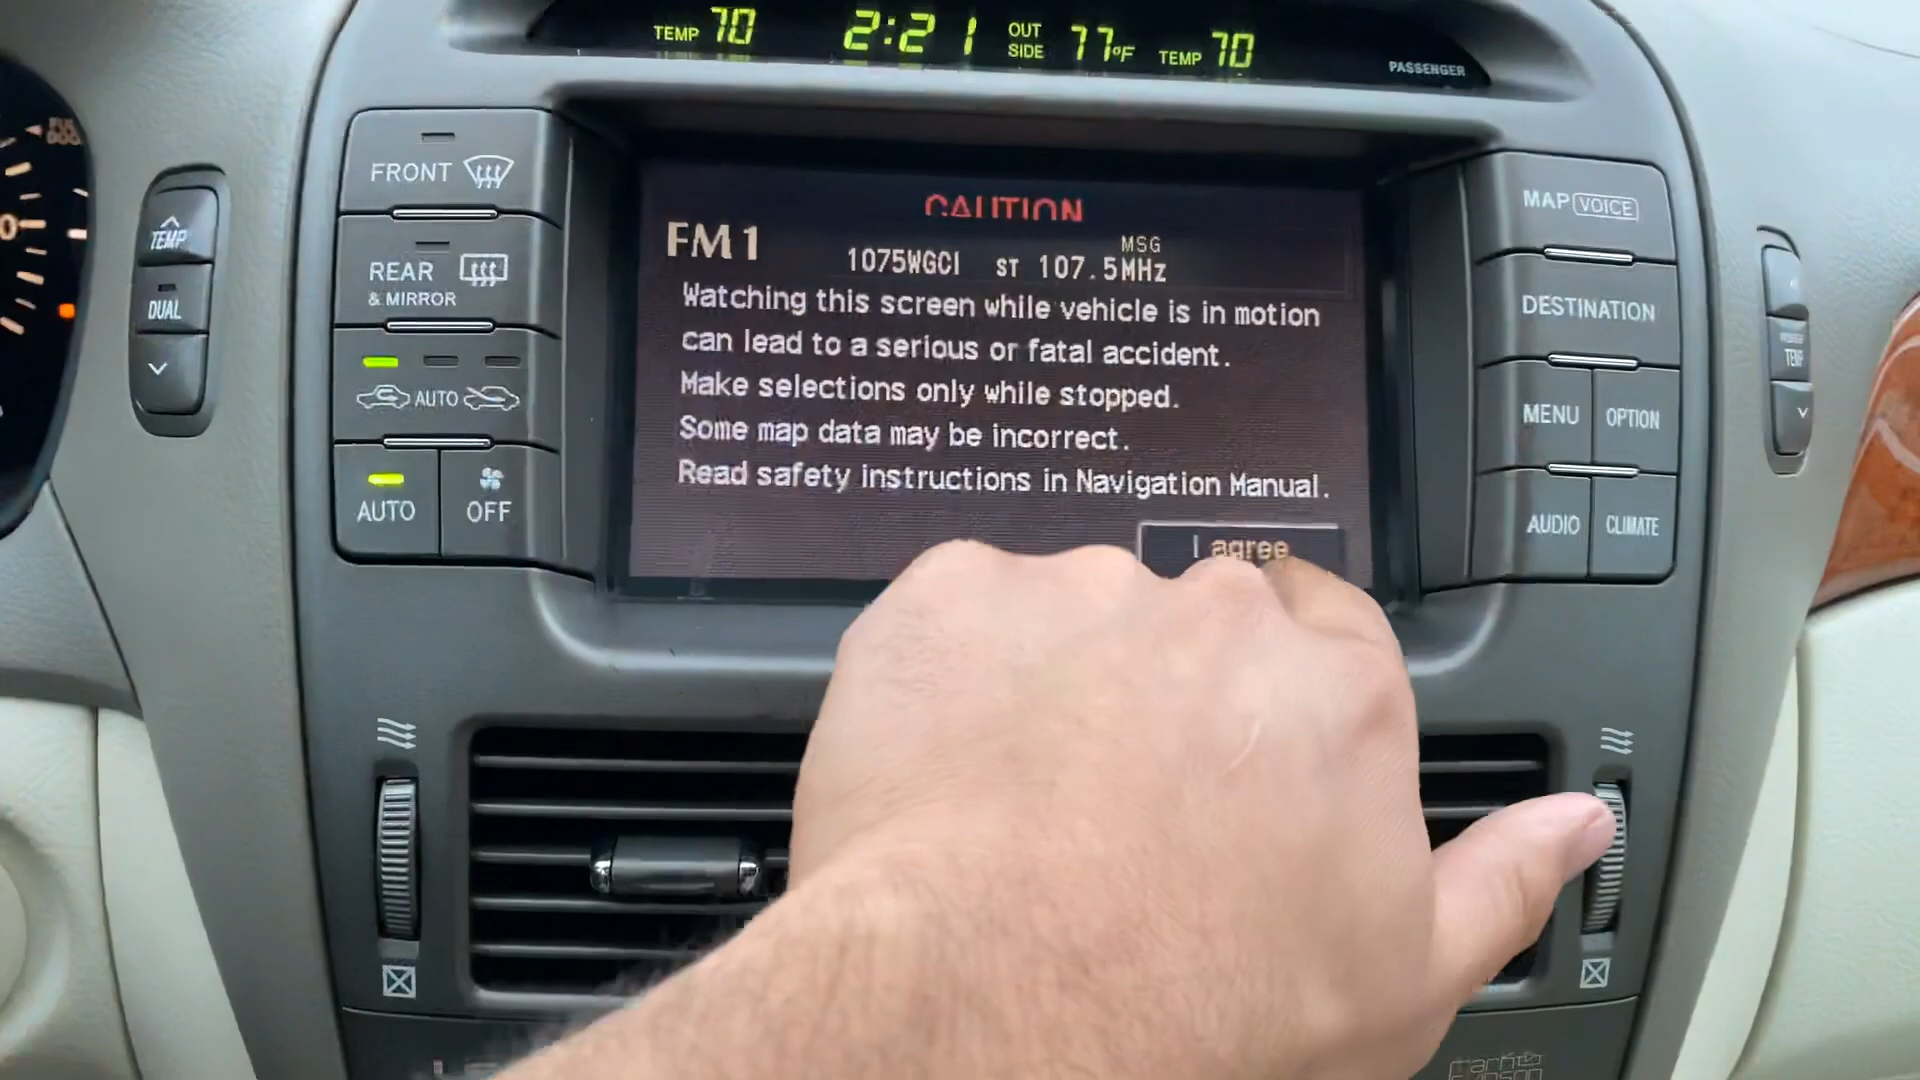 TEMP 70 2:21 OUT SIDE 77°F TEMP 70 PASSENGER
FRONT
REAR
& MIRROR
AUTO
AUTO OFF
TEMP
DUAL
CAUTION
FM1
MSG
1075WGCI ST 107.5MHz
Watching this screen while vehicle is in motion
can lead to a serious or fatal accident.
Make selections only while stopped.
Some map data may be incorrect.
Read safety instructions in Navigation Manual.
I agree
MAP VOICE
DESTINATION
MENU OPTION
AUDIO CLIMATE
TEMP